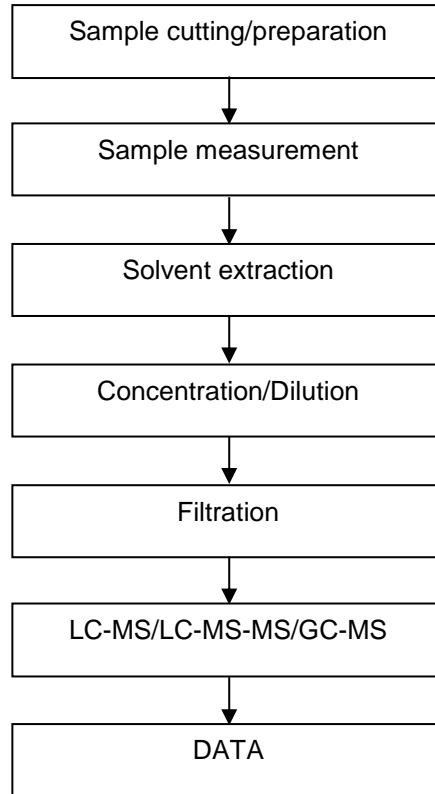 Sample cutting/preparation
Sample measurement
Solvent extraction
Concentration/Dilution
Filtration
LC-MS/LC-MS-MS/GC-MS
DATA